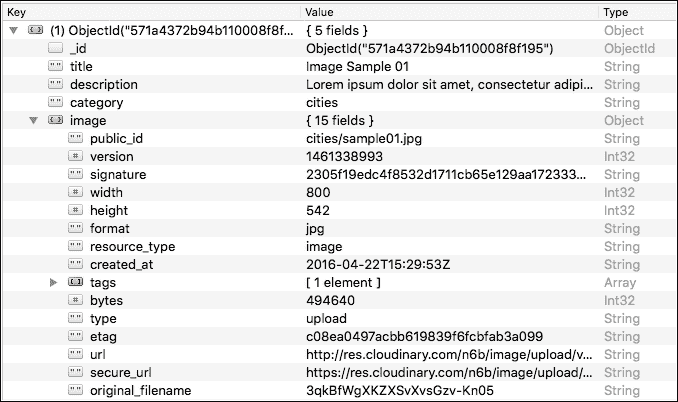 Key Value Type
(1) ObjectId("571a4372b94b110008f8f... { 5 fields } Object
_id ObjectId("571a4372b94b110008f8f195") ObjectId
"" title Image Sample 01 String
"" description Lorem ipsum dolor sit amet, consectetur adipi... String
"" category cities String
image { 15 fields } Object
"" public_id cities/sample01.jpg String
# version 1461338993 Int32
"" signature 2305f19edc4f8532d1711cb65e129aa172333... String
# width 800 Int32
# height 542 Int32
"" format jpg String
"" resource_type image String
"" created_at 2016-04-22T15:29:53Z String
tags [ 1 element ] Array
# bytes 494640 Int32
"" type upload String
"" etag c08ea0497acbb619839f6fcbfab3a099 String
"" url http://res.cloudinary.com/n6b/image/upload/v... String
"" secure_url https://res.cloudinary.com/n6b/image/upload/... String
"" original_filename 3qkBfWgXKZXSvXvsGzv-Kn05 String